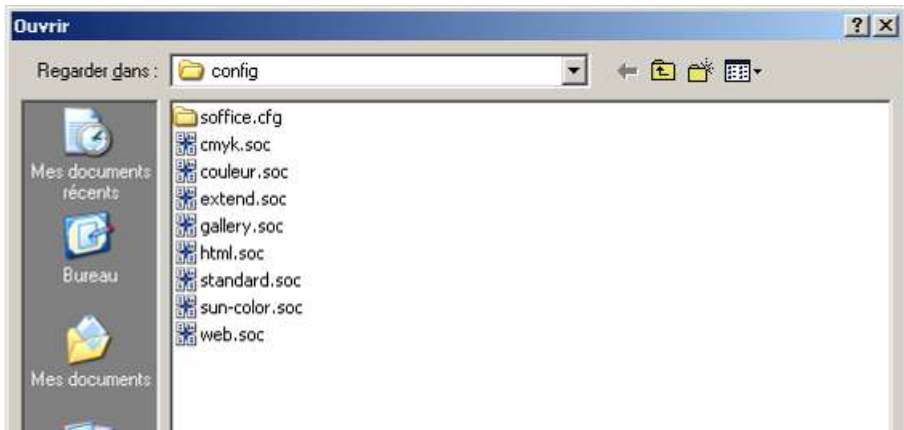 Ouvrir
Regarder dans :
config
Mes documents
récents
Bureau
Mes documents
soffice.cfg
cmyk.soc
couleur.soc
extend.soc
gallery.soc
html.soc
standard.soc
sun-color.soc
web.soc